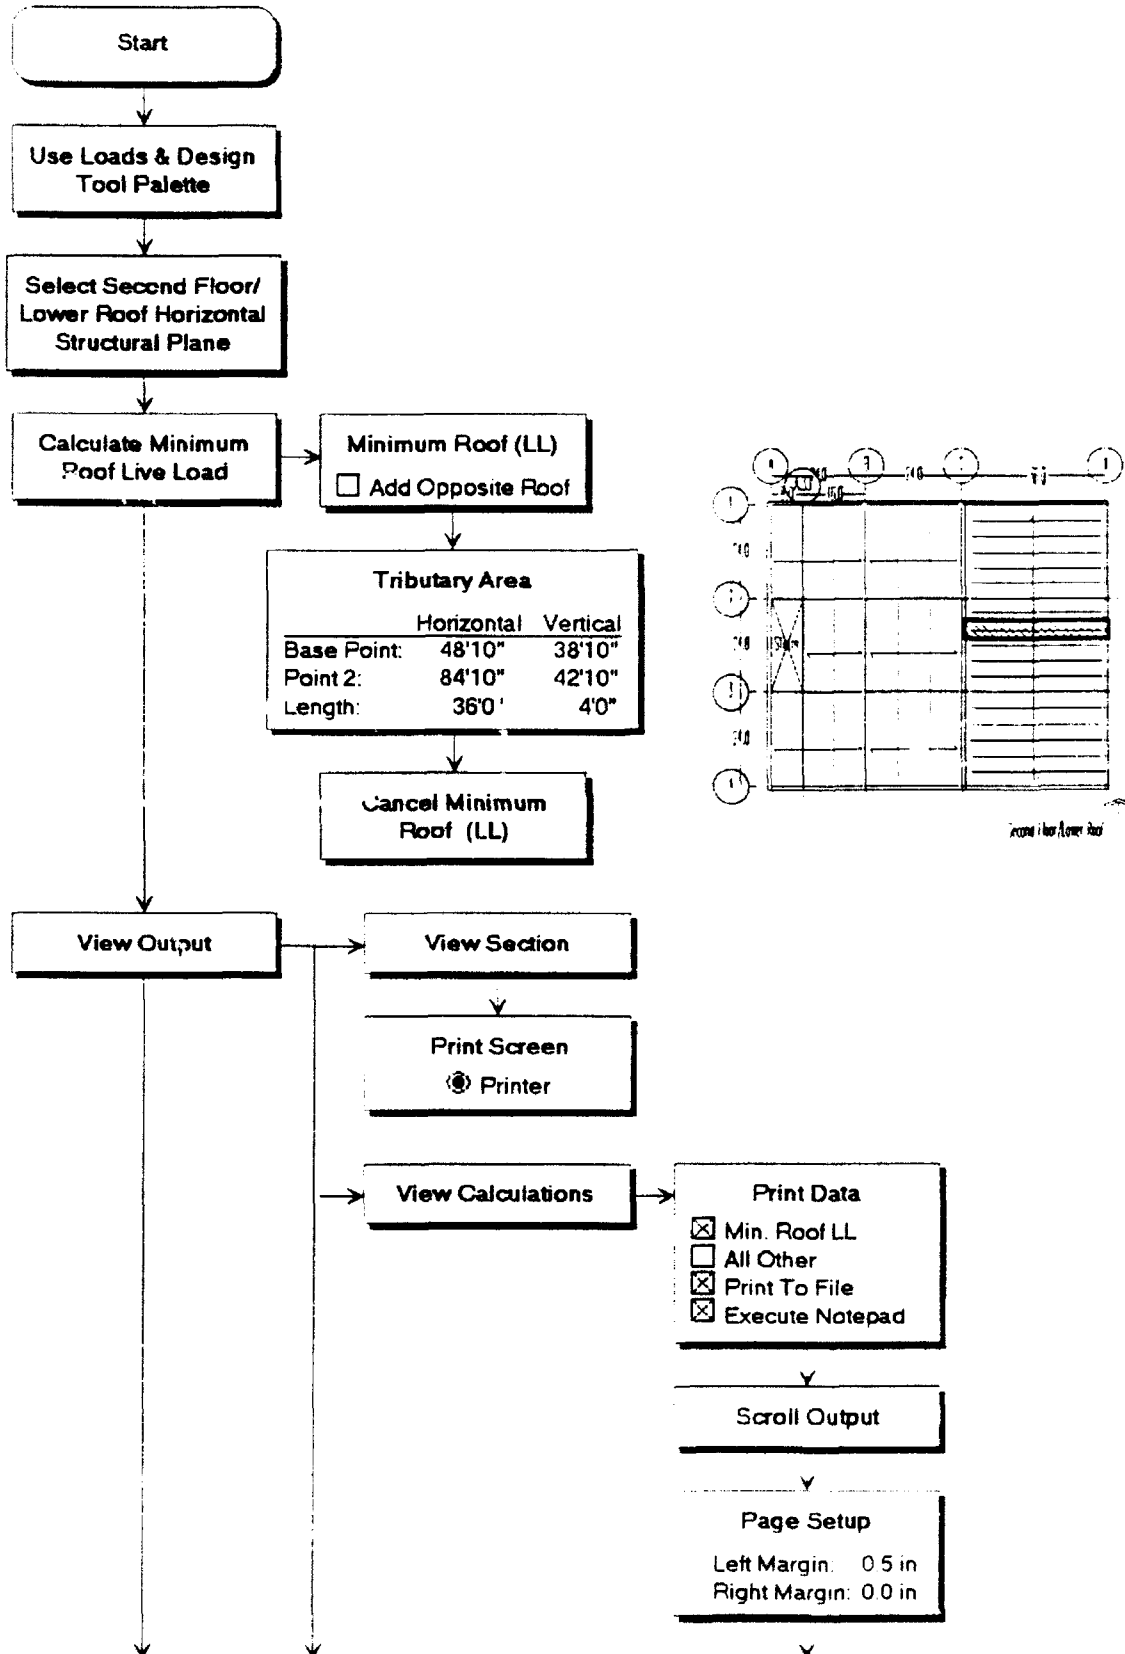 Start
Use Loads & Design
Tool Palette
Select Second Floor/
Lower Roof Horizontal
Structural Plane
Calculate Minimum
Roof Live Load
Minimum Roof (LL)
Add Opposite Roof
Tributary Area
Horizontal Vertical
Base Point: 48'10" 38'10"
Point 2: 84'10" 42'10"
Length: 36'0' 4'0"
Cancel Minimum
Roof (LL)
Second Floor/Lower Roof
View Output
View Section
Print Screen
Printer
View Calculations
Print Data
Min. Roof LL
All Other
Print To File
Execute Notepad
Scroll Output
Page Setup
Left Margin: 0.5 in
Right Margin: 0.0 in